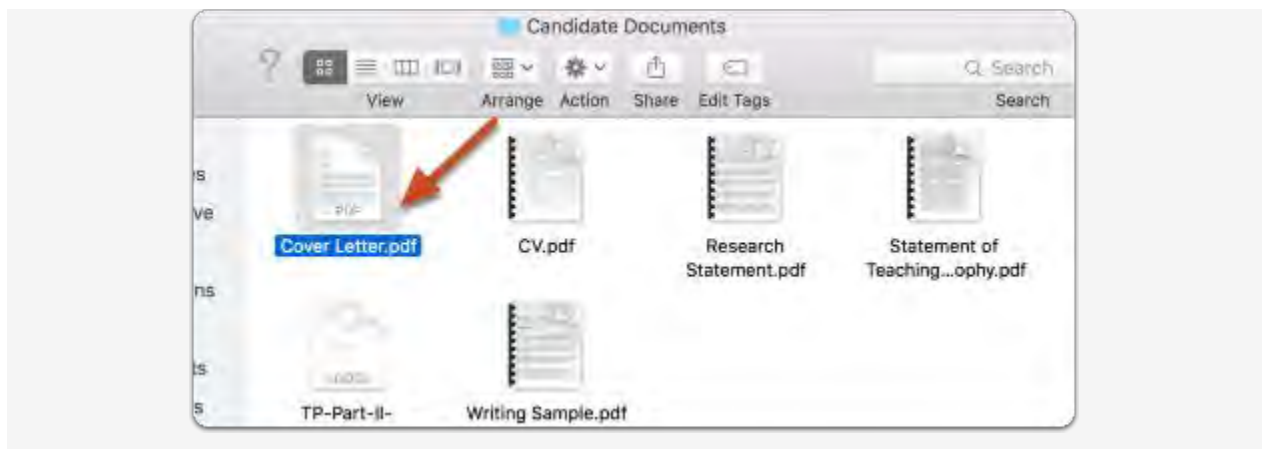 Candidate Documents
Search
View Arrange Action Share Edit Tags Search
s
ve
PDF
Cover Letter.pdf CV.pdf Research Statement.pdf Statement of Teaching...ophy.pdf
ns
ts
s
TP-Part-II- Writing Sample.pdf